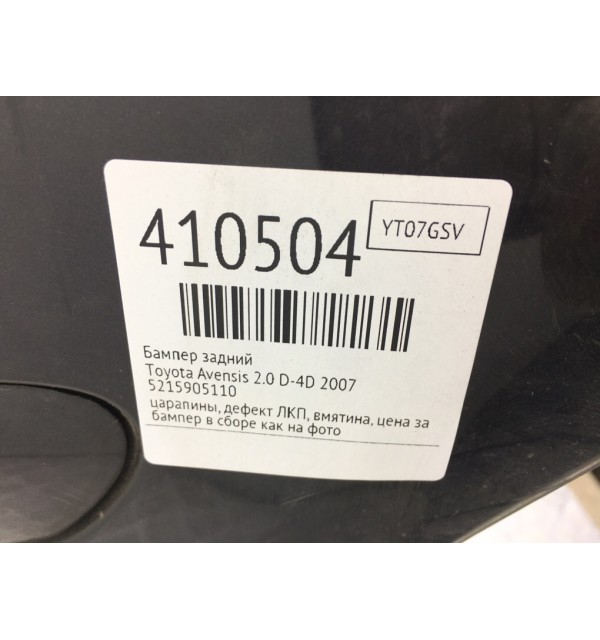 410504
YT07GSV
Бампер задний
Toyota Avensis 2.0 D-4D 2007
5215905110
царапины, дефект ЛКП, вмятина, цена за
бампер в сборе как на фото